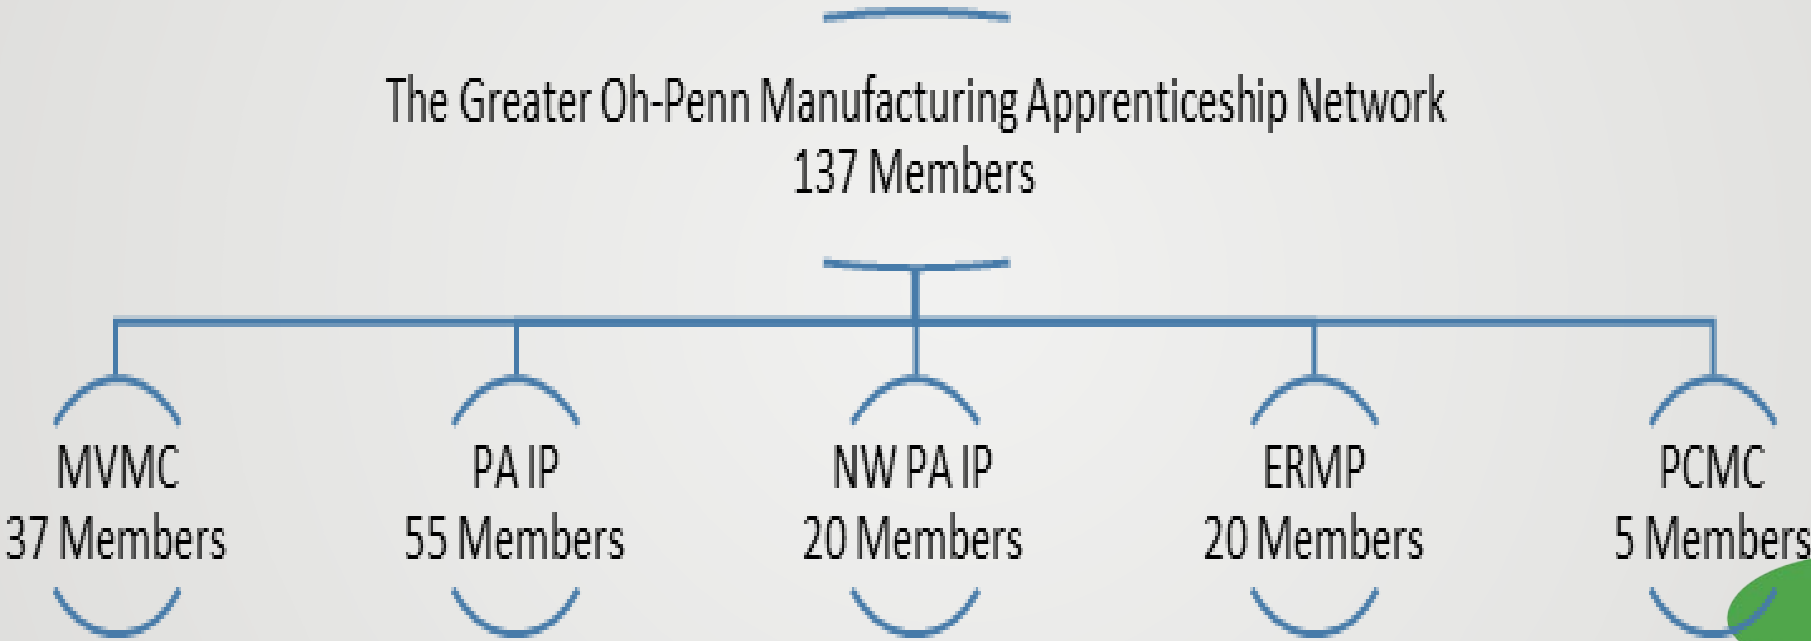 The Greater Oh-Penn Manufacturing Apprenticeship Network
137 Members
MVMC
37 Members
PA IP
55 Members
NW PA IP
20 Members
ERMP
20 Members
PCMC
5 Members